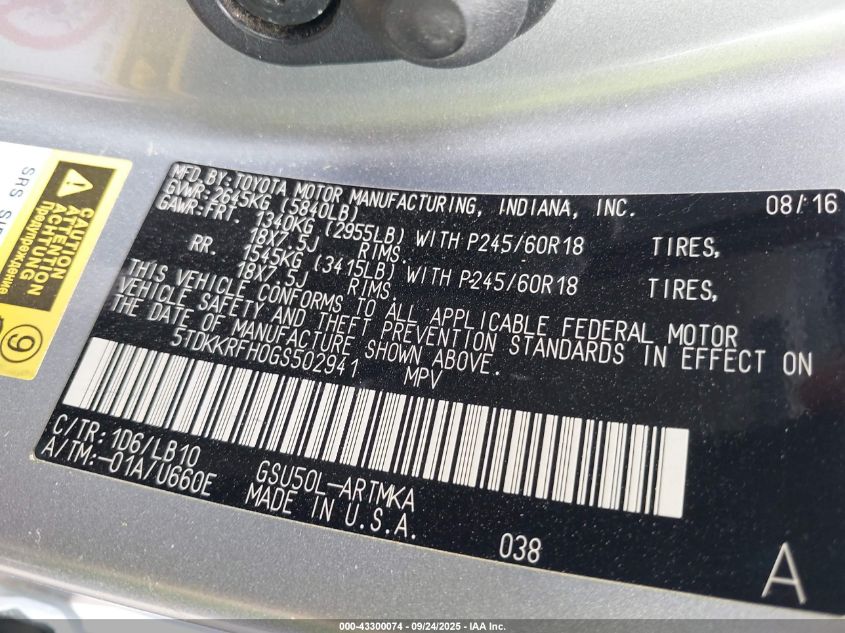 MFD.BY:TOYOTA MOTOR MANUFACTURING, INDIANA, INC. 08/16
GVWR:2645KG (5840LB)
GAWR:FRT. 1340KG (2955LB) WITH P245/60R18 TIRES,
18X7.5J RIMS.
RR. 1545KG (3415LB) WITH P245/60R18 TIRES,
18X7.5J RIMS.
THIS VEHICLE CONFORMS TO ALL APPLICABLE FEDERAL MOTOR
VEHICLE SAFETY AND THEFT PREVENTION STANDARDS IN EFFECT ON
THE DATE OF MANUFACTURE SHOWN ABOVE.
5TDKKRFH0GS502941 MPV
C/TR: 1D6/LB10 GSU50L-ARTMKA
A/TM:-01A/U660E MADE IN U.S.A.
038
A
SRS
CAUTION
ATTENTION
ACHTUNG
Предупреждение
9
000-43300074 - 09/24/2025 - IAA Inc.